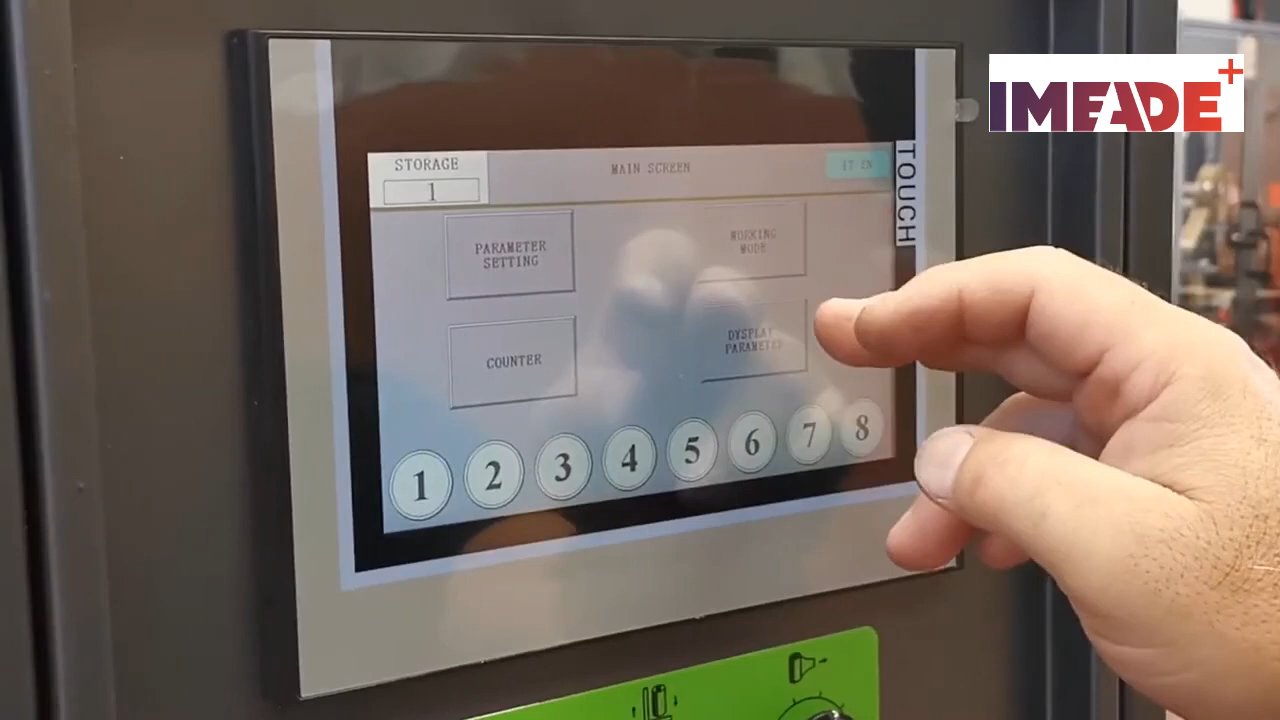 IMEADE+
STORAGE
1
MAIN SCREEN
IT EN
TOUCH
PARAMETER
SETTING
WORKING
MODE
COUNTER
DYSPLAY
PARAMETER
1 2 3 4 5 6 7 8